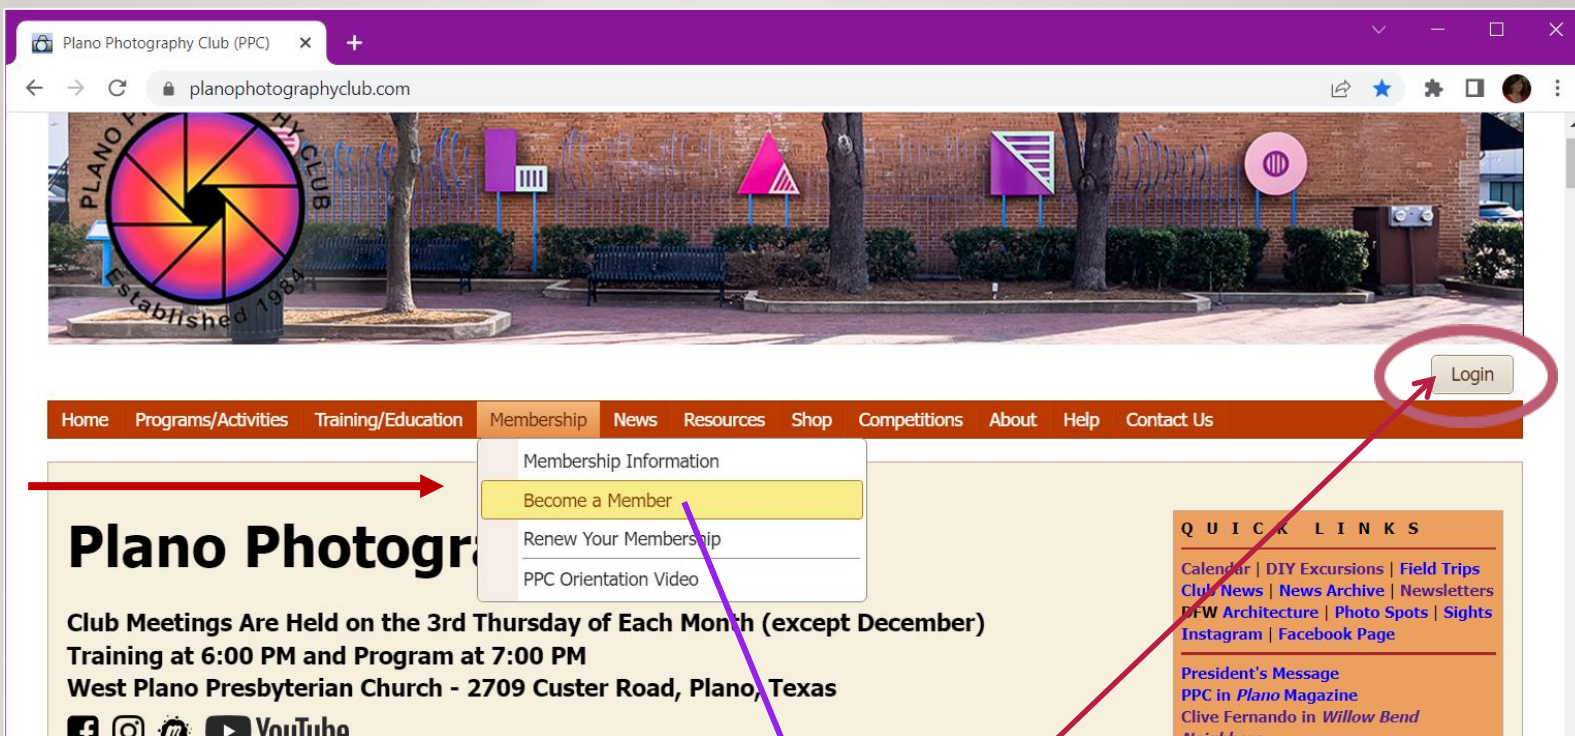 Plano Photography Club (PPC)
planophotographyclub.com
PLANO P HY CLUB
Established 1984
Login
Home Programs/Activities Training/Education Membership News Resources Shop Competitions About Help Contact Us
Membership Information
Become a Member
Renew Your Membership
PPC Orientation Video
Plano Photogr
Club Meetings Are Held on the 3rd Thursday of Each Month (except December)
Training at 6:00 PM and Program at 7:00 PM
West Plano Presbyterian Church - 2709 Custer Road, Plano, Texas
YouTube
QUICK LINKS
Calendar | DIY Excursions | Field Trips
Club News | News Archive | Newsletters
DFW Architecture | Photo Spots | Sights
Instagram | Facebook Page
President's Message
PPC in Plano Magazine
Clive Fernando in Willow Bend